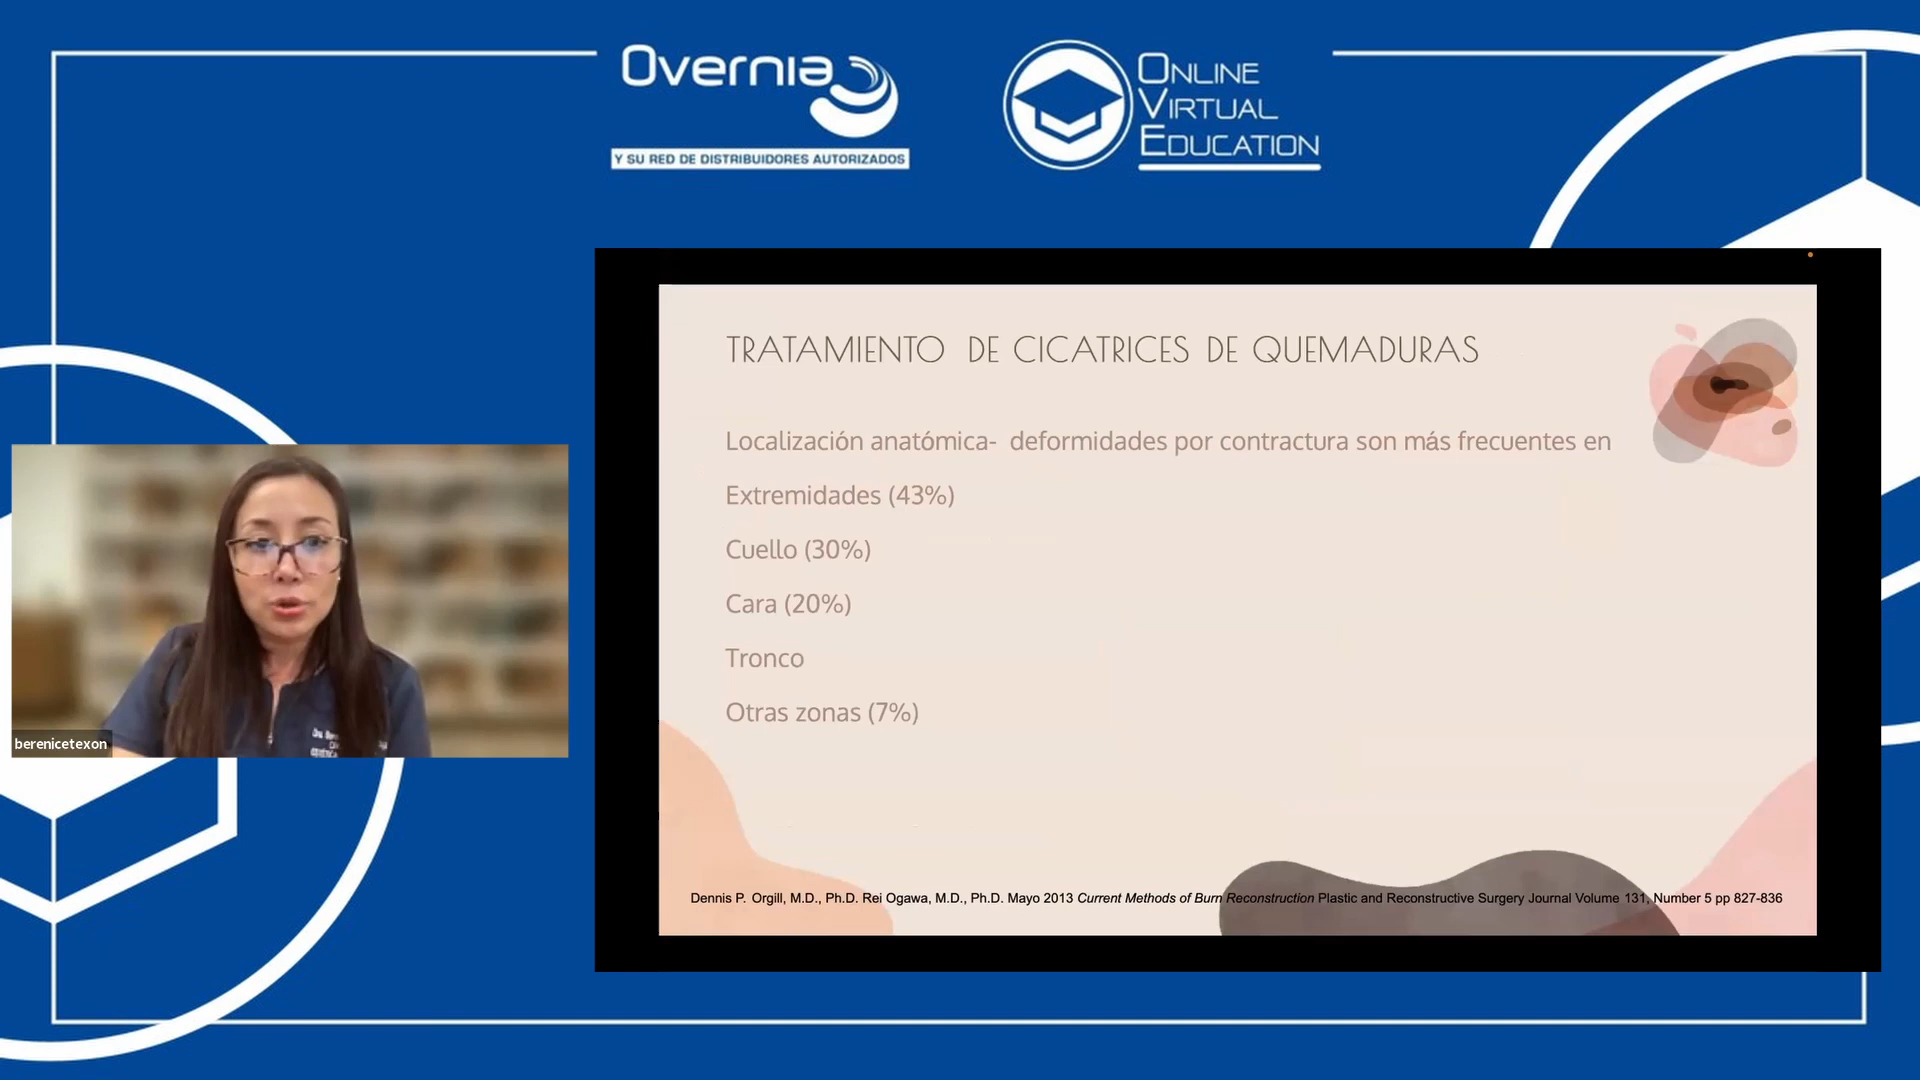 Overnia
Y SU RED DE DISTRIBUIDORES AUTORIZADOS
ONLINE
VIRTUAL
EDUCATION
TRATAMIENTO DE CICATRICES DE QUEMADURAS
Localización anatómica- deformidades por contractura son más frecuentes en
Extremidades (43%)
Cuello (30%)
Cara (20%)
Tronco
Otras zonas (7%)
Dennis P. Orgill, M.D., Ph.D. Rei Ogawa, M.D., Ph.D. Mayo 2013 Current Methods of Burn Reconstruction Plastic and Reconstructive Surgery Journal Volume 131, Number 5 pp 827-836
berenicetexon